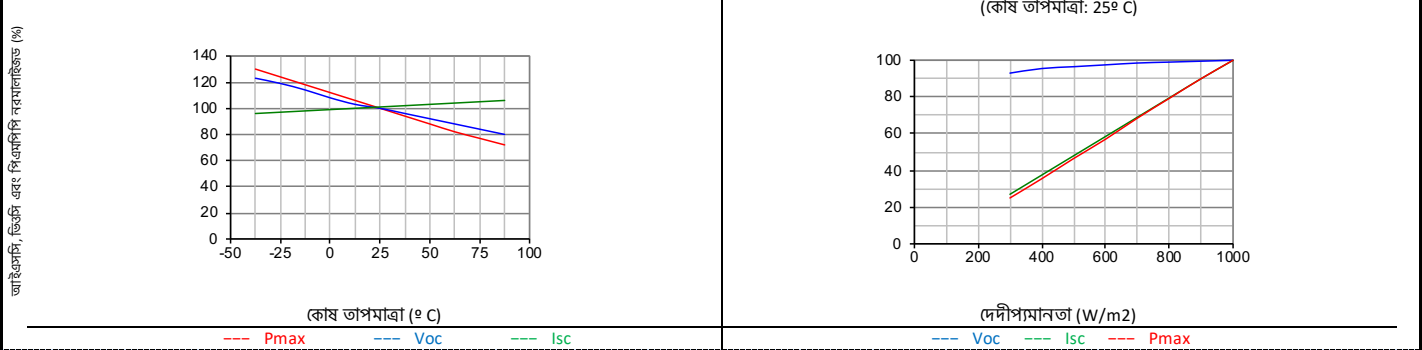 (কোষ তাপমাত্রা: 25º C)
আইএসসি, ভিওসি এবং পিএমপিপি নরমালাইজড (%)
140
120
100
80
60
40
20
0
-50 -25 0 25 50 75 100
কোষ তাপমাত্রা (º C)
--- Pmax --- Voc --- Isc
100
80
60
40
20
0
0 200 400 600 800 1000
দেদীপ্যমানতা (W/m2)
--- Voc --- Isc --- Pmax